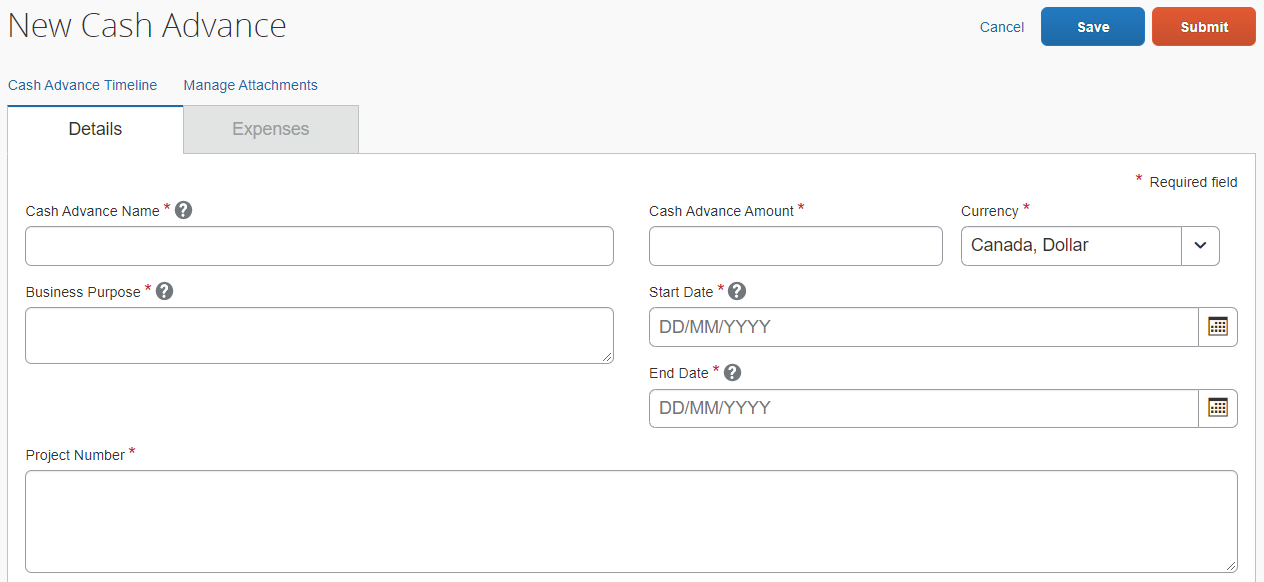 New Cash Advance
Cancel
Save
Submit
Cash Advance Timeline
Manage Attachments
Details
Expenses
* Required field
Cash Advance Name * ?
Cash Advance Amount *
Currency *
Canada, Dollar
Business Purpose * ?
Start Date * ?
DD/MM/YYYY
End Date * ?
DD/MM/YYYY
Project Number *